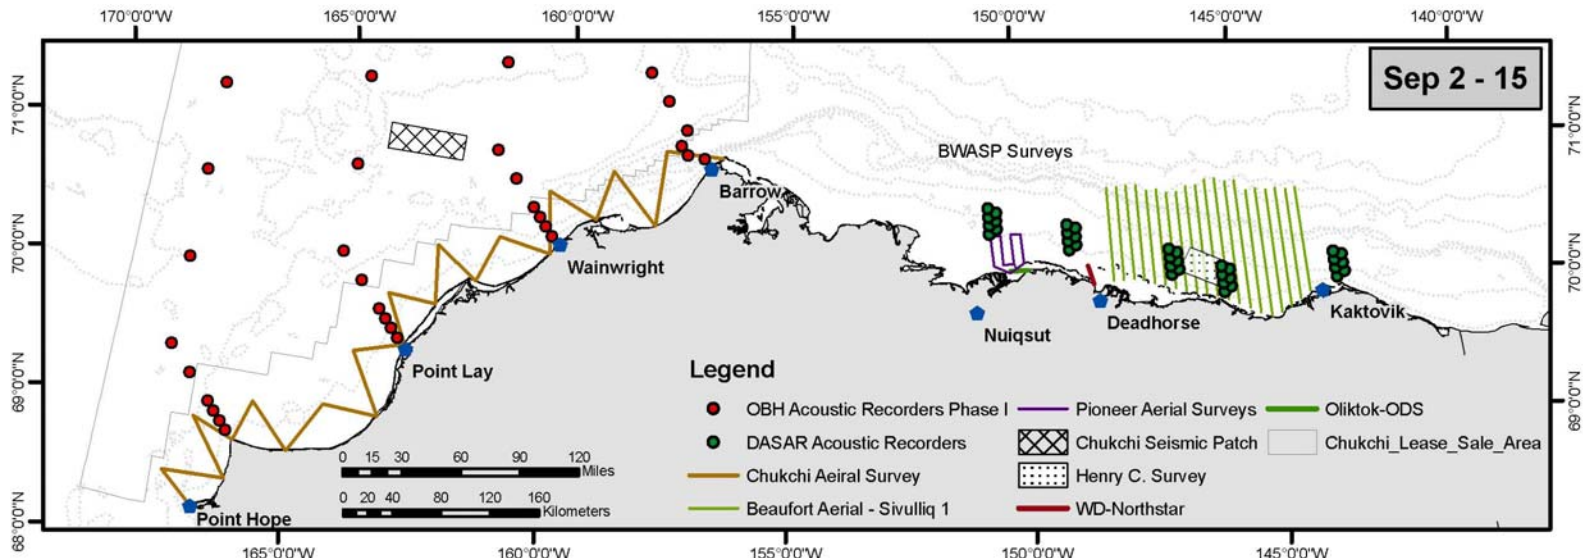 170°0'0"W 165°0'0"W 160°0'0"W 155°0'0"W 150°0'0"W 145°0'0"W 140°0'0"W
Sep 2 - 15
71°0'0"N 71°0'0"N
BWASP Surveys
Barrow
70°0'0"N 70°0'0"N
Wainwright
Nuiqsut Deadhorse Kaktovik
Point Lay
69°0'0"N 69°0'0"N
Legend
OBH Acoustic Recorders Phase I Pioneer Aerial Surveys Oliktok-ODS
DASAR Acoustic Recorders Chukchi Seismic Patch Chukchi_Lease_Sale_Area
Chukchi Aeiral Survey Henry C. Survey
Beaufort Aerial - Sivulliq 1 WD-Northstar
0 15 30 60 90 120
Miles
0 20 40 80 120 160
Kilometers
Point Hope
68°0'0"N
165°0'0"W 160°0'0"W 155°0'0"W 150°0'0"W 145°0'0"W